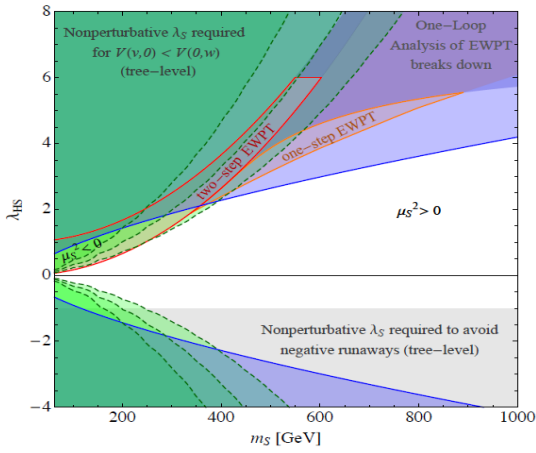 Nonperturbative λS required
for V(v,0) < V(0,w)
(tree−level)
One−Loop
Analysis of EWPT
breaks down
two−step EWPT
one−step EWPT
μS² < 0
μS² > 0
Nonperturbative λS required to avoid
negative runaways (tree−level)
λHS
6
4
2
0
−2
−4
200
400
600
800
1000
mS [GeV]